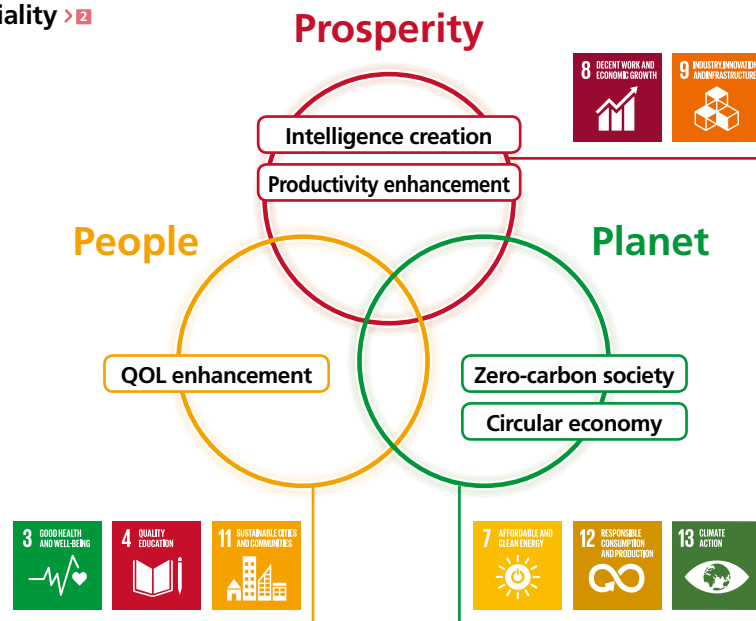 iality > 2
Prosperity
8 DECENT WORK AND
ECONOMIC GROWTH
9 INDUSTRY, INNOVATION
AND INFRASTRUCTURE
Intelligence creation
Productivity enhancement
People
Planet
QOL enhancement
Zero-carbon society
Circular economy
3 GOOD HEALTH
AND WELL-BEING
4 QUALITY
EDUCATION
11 SUSTAINABLE CITIES
AND COMMUNITIES
7 AFFORDABLE AND
CLEAN ENERGY
12 RESPONSIBLE
CONSUMPTION
AND PRODUCTION
13 CLIMATE
ACTION